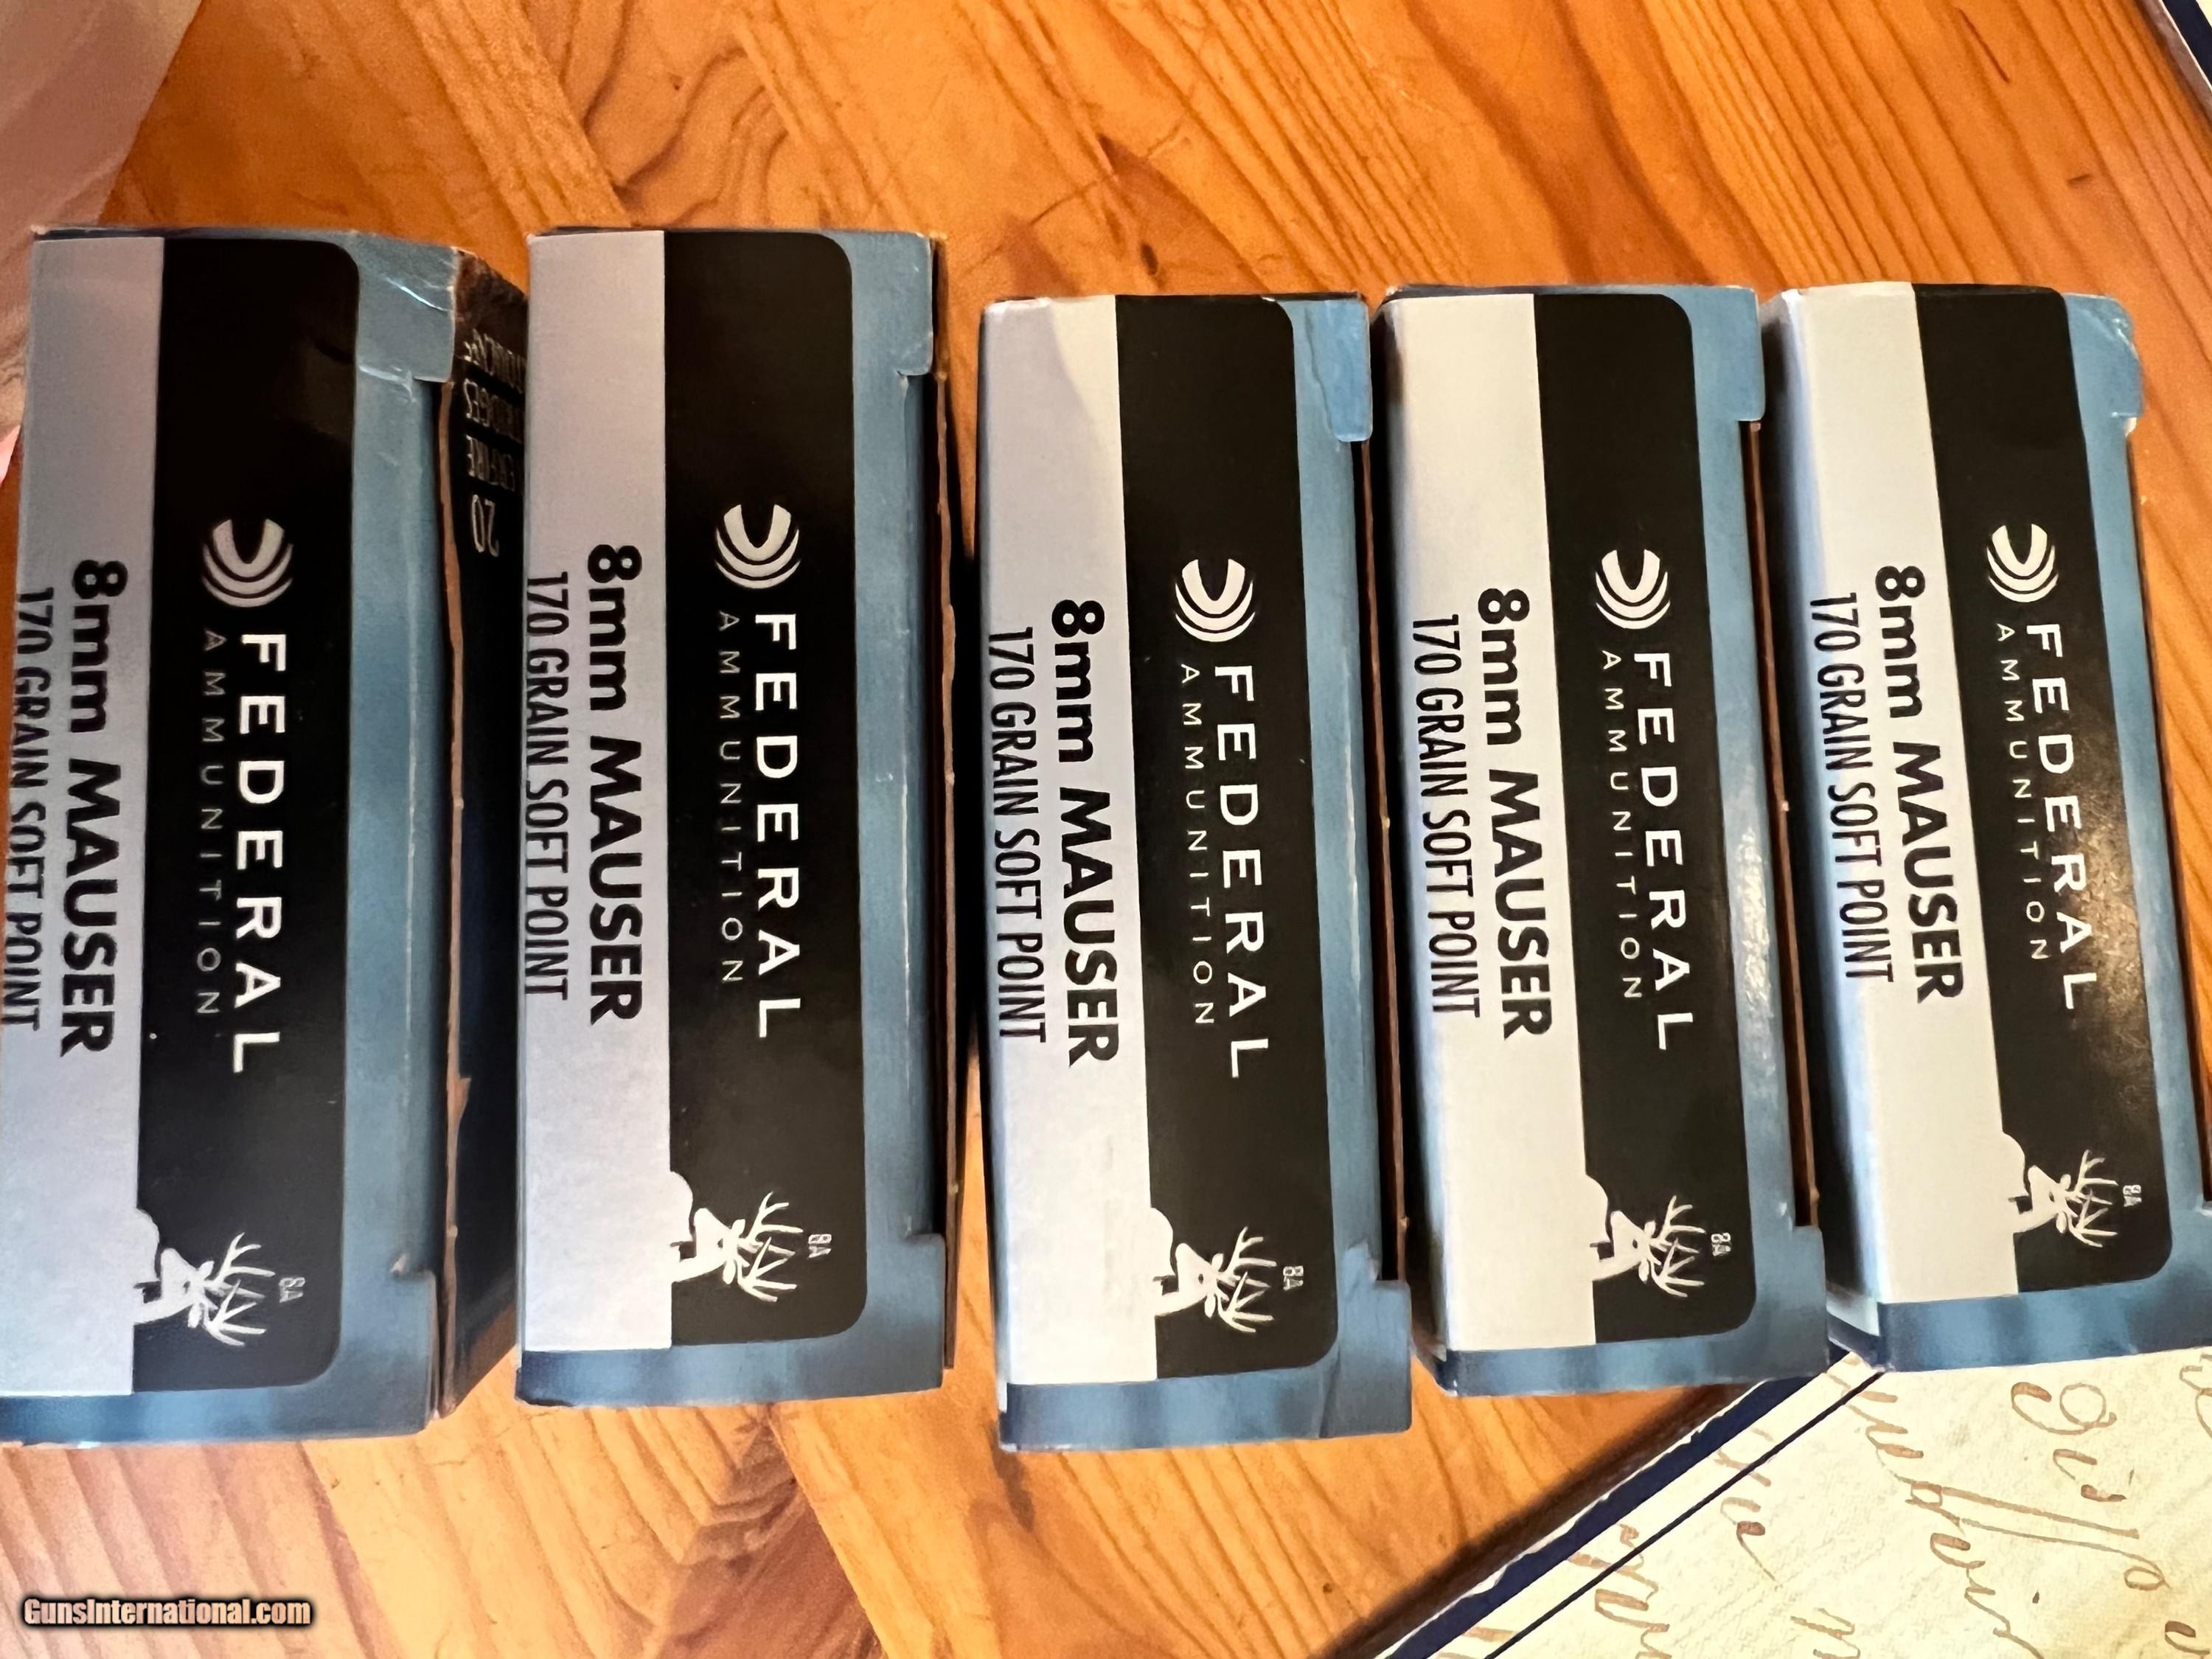 8A
FEDERAL
AMMUNITION
8mm MAUSER
170 GRAIN SOFT POINT
20
8A
FEDERAL
AMMUNITION
8mm MAUSER
170 GRAIN SOFT POINT
8A
FEDERAL
AMMUNITION
8mm MAUSER
170 GRAIN SOFT POINT
8A
FEDERAL
AMMUNITION
8mm MAUSER
170 GRAIN SOFT POINT
8A
FEDERAL
AMMUNITION
8mm MAUSER
170 GRAIN SOFT POINT
GunsInternational.com